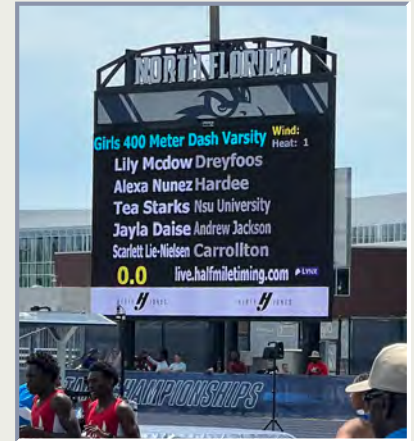 NORTH FLORIDA
Girls 400 Meter Dash Varsity Wind:
Heat: 1
Lily Mcdow Dreyfoos
Alexa Nunez Hardee
Tea Starks Nsu University
Jayla Daise Andrew Jackson
Scarlett Lie-Nielsen Carrollton
0.0 live.halfmiletiming.com LYNX
CHAMPIONSHIPS